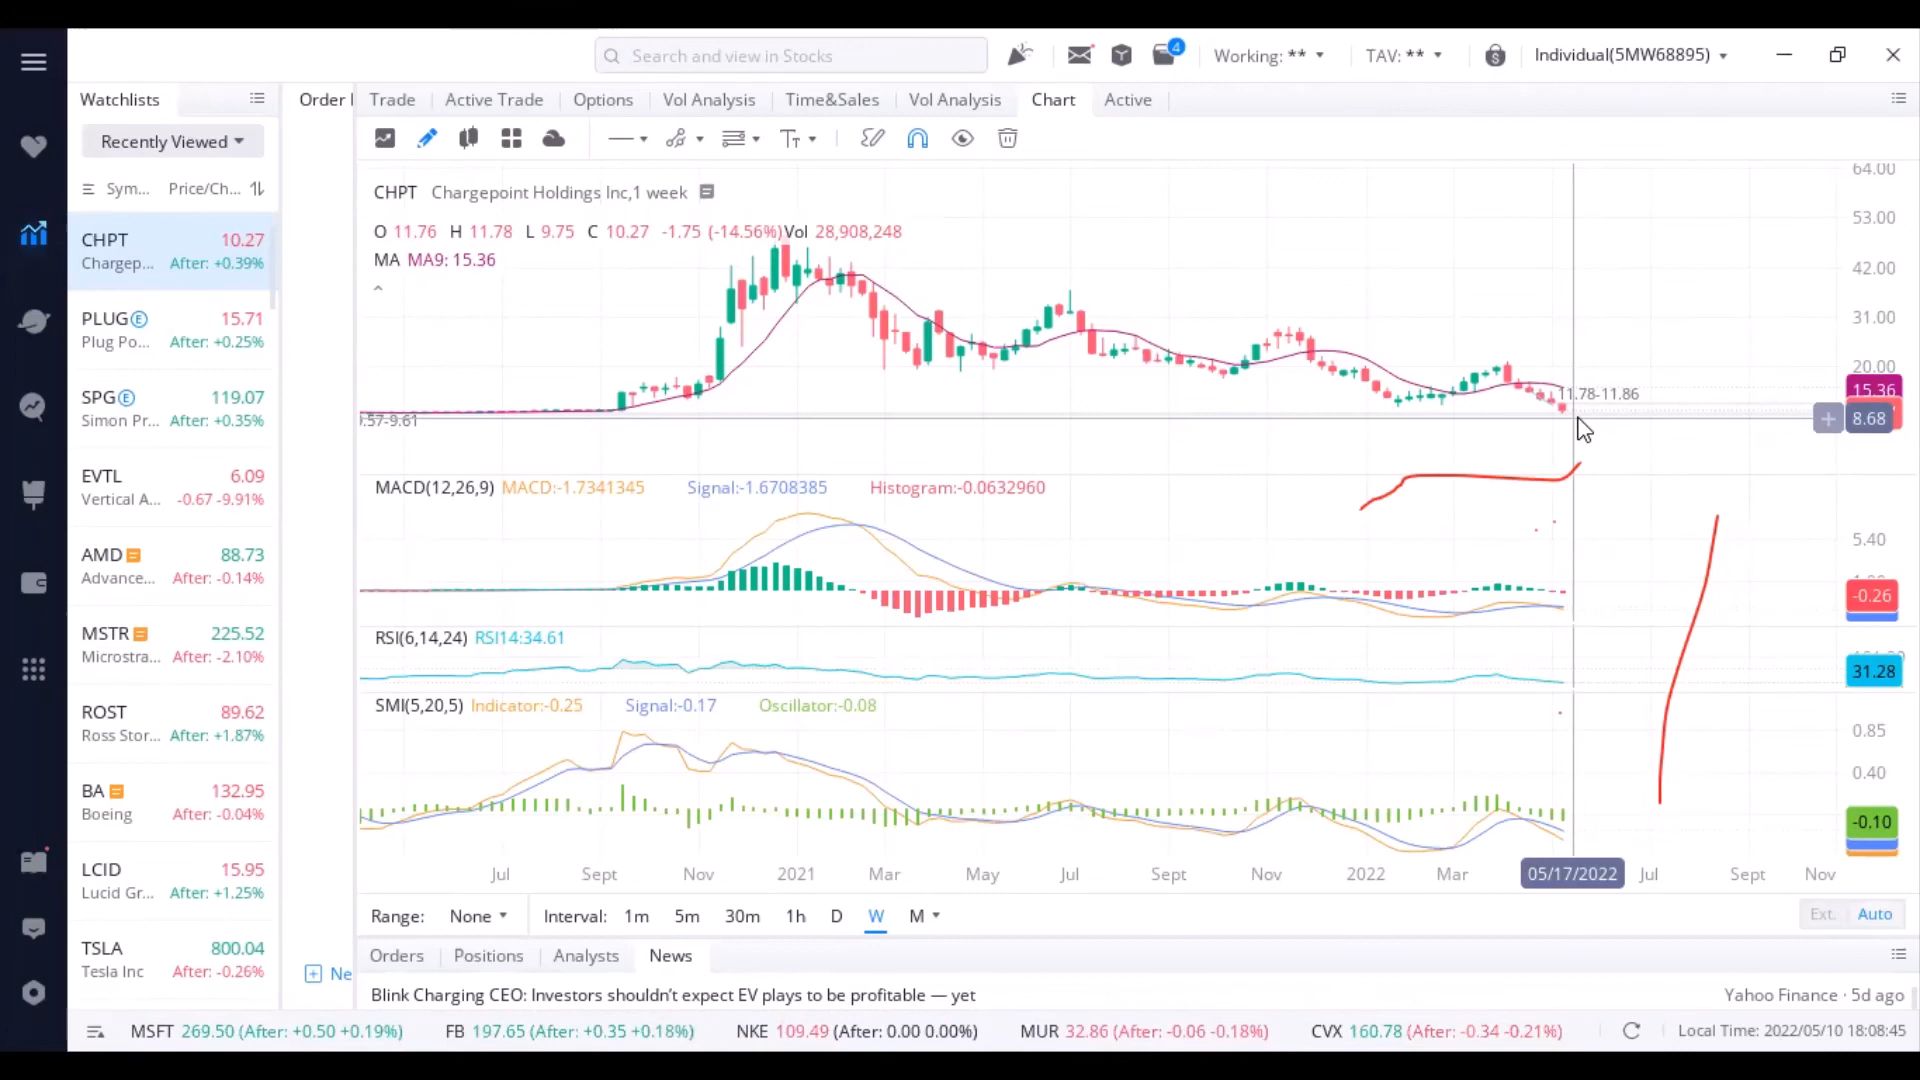 Search and view in Stocks
4
Working: **
TAV: **
Individual(5MW68895)
Watchlists
Order
Trade
Active Trade
Options
Vol Analysis
Time&Sales
Vol Analysis
Chart
Active
Recently Viewed
Sym... Price/Ch...
CHPT 10.27
Chargep... After: +0.39%
PLUG E 15.71
Plug Po... After: +0.25%
SPG E 119.07
Simon Pr... After: +0.35%
EVTL 6.09
Vertical A... -0.67 -9.91%
AMD 88.73
Advance... After: -0.14%
MSTR 225.52
Microstra... After: -2.10%
ROST 89.62
Ross Stor... After: +1.87%
BA 132.95
Boeing After: -0.04%
LCID 15.95
Lucid Gr... After: +1.25%
TSLA 800.04
Tesla Inc After: -0.26%
Ne
CHPT Chargepoint Holdings Inc,1 week
O 11.76 H 11.78 L 9.75 C 10.27 -1.75 (-14.56%) Vol 28,908,248
MA MA9: 15.36
64.00
53.00
42.00
31.00
20.00
15.36
8.68
11.78-11.86
9.57-9.61
MACD(12,26,9) MACD:-1.7341345 Signal:-1.6708385 Histogram:-0.0632960
5.40
-0.26
RSI(6,14,24) RSI14:34.61
31.28
SMI(5,20,5) Indicator:-0.25 Signal:-0.17 Oscillator:-0.08
0.85
0.40
-0.10
Jul Sept Nov 2021 Mar May Jul Sept Nov 2022 Mar 05/17/2022 Jul Sept Nov
Range: None Interval: 1m 5m 30m 1h D W M Ext. Auto
Orders Positions Analysts News
Blink Charging CEO: Investors shouldn't expect EV plays to be profitable — yet Yahoo Finance · 5d ago
MSFT 269.50 (After: +0.50 +0.19%) FB 197.65 (After: +0.35 +0.18%) NKE 109.49 (After: 0.00 0.00%) MUR 32.86 (After: -0.06 -0.18%) CVX 160.78 (After: -0.34 -0.21%) Local Time: 2022/05/10 18:08:45